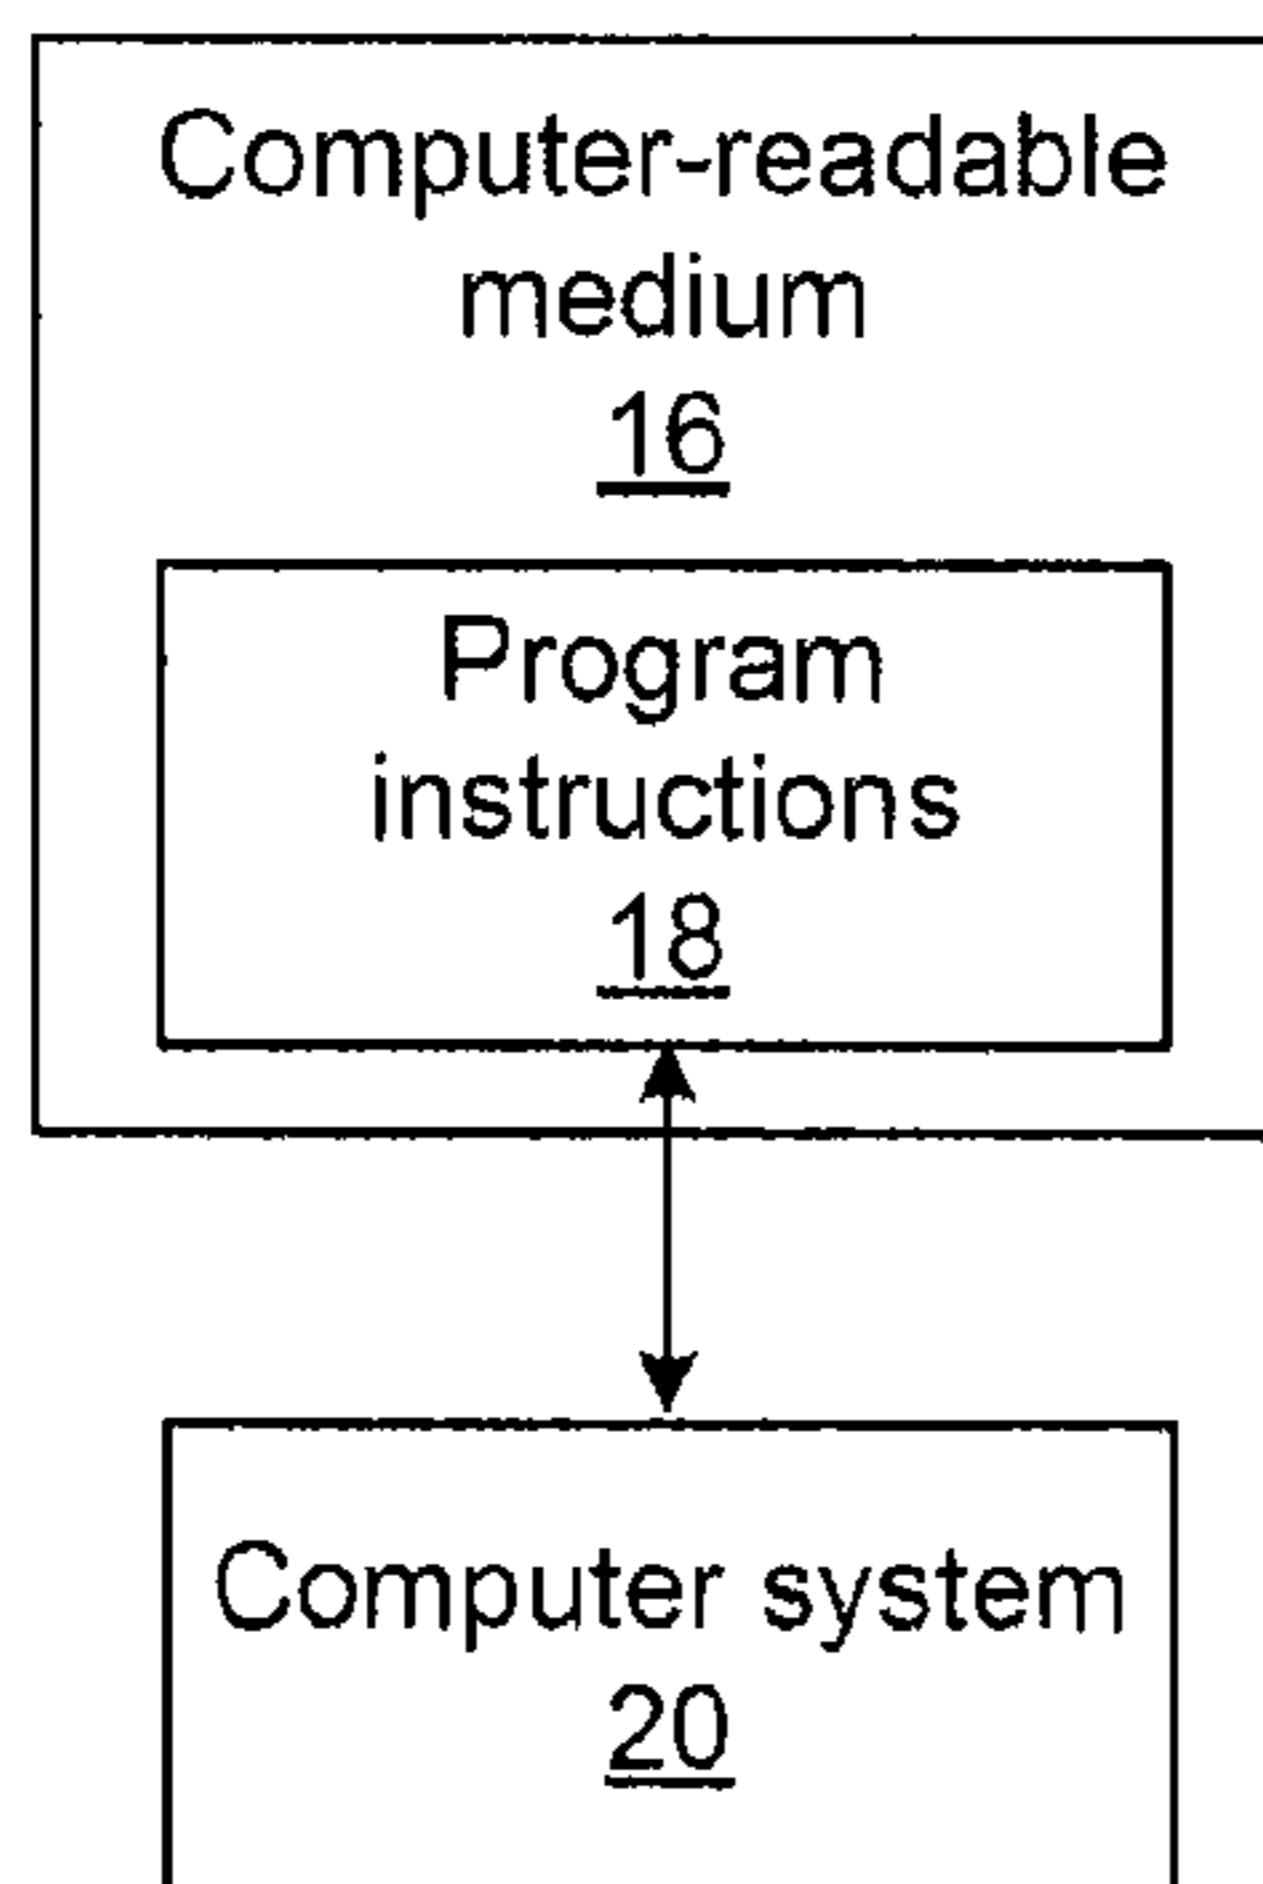 Computer-readable
medium
16
Program
instructions
18
Computer system
20